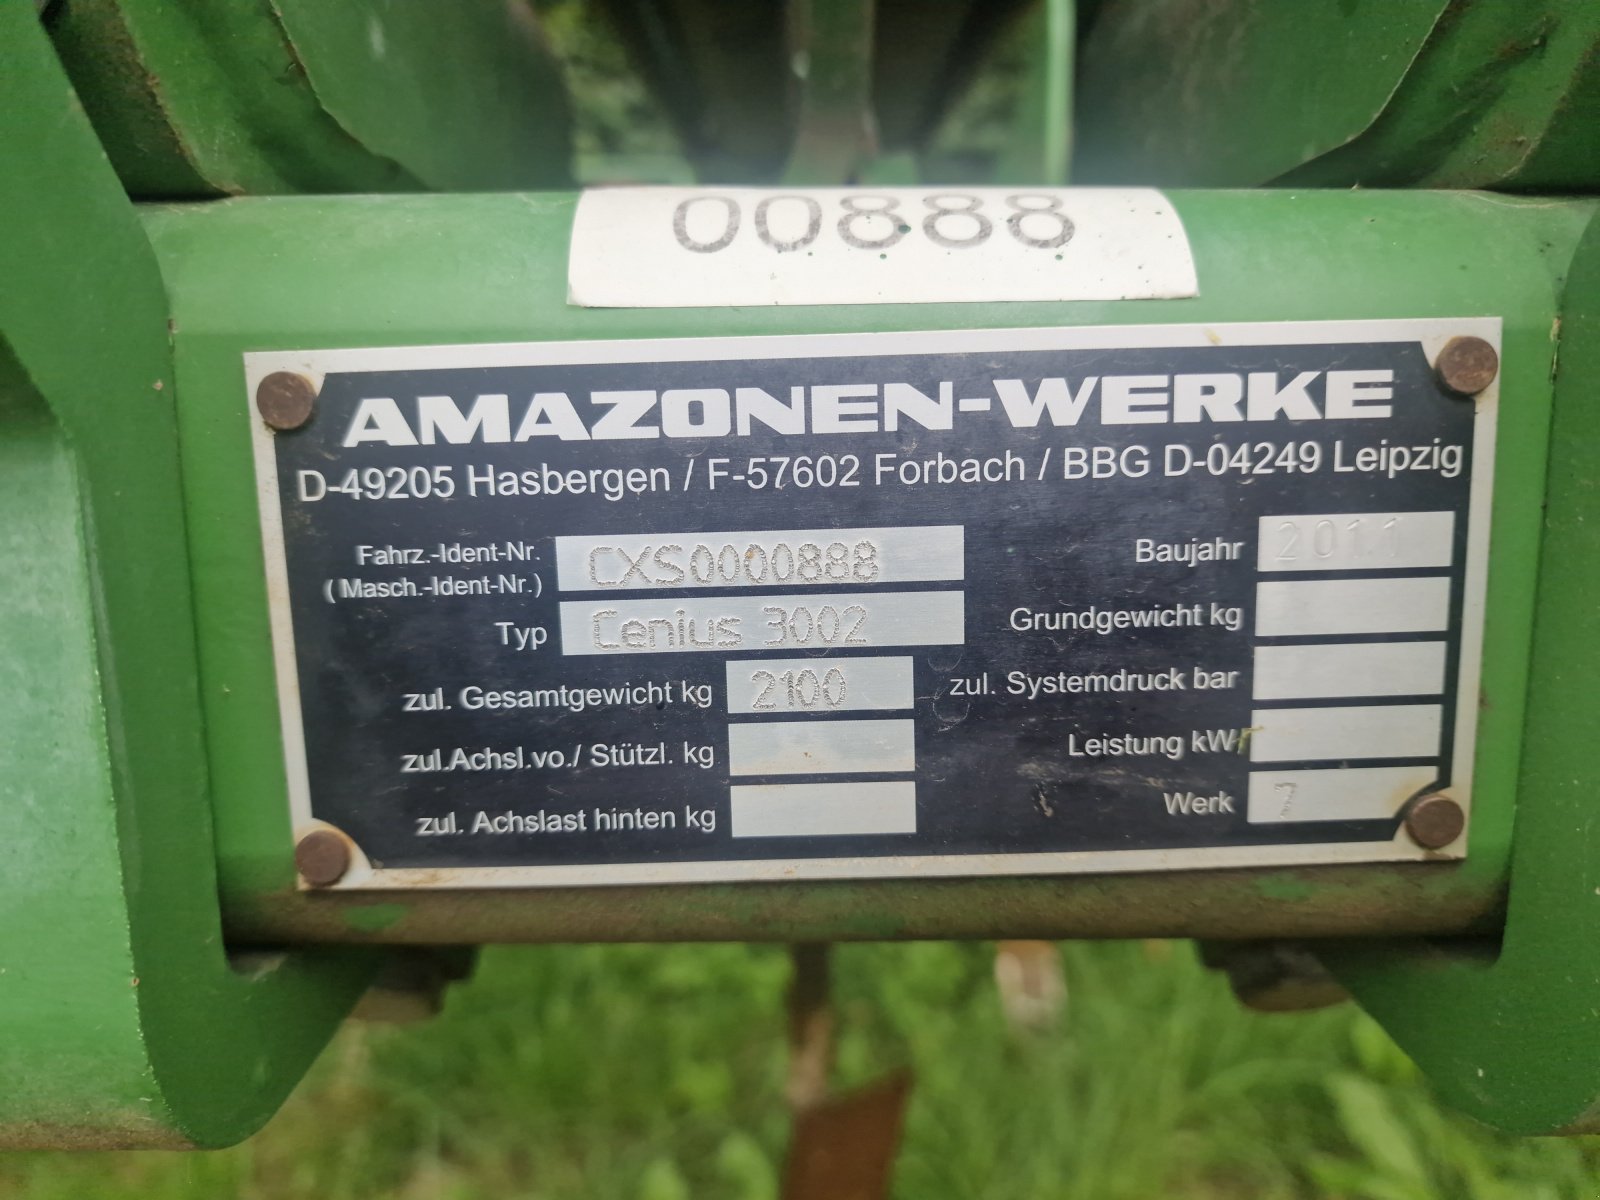 00888
AMAZONEN-WERKE
D-49205 Hasbergen / F-57602 Forbach / BBG D-04249 Leipzig
Fahrz.-Ident-Nr.
(Masch.-Ident-Nr.)
CXS0000888
Typ Cenius 3002
zul. Gesamtgewicht kg 2100
zul.Achsl.vo./ Stützl. kg
zul. Achslast hinten kg
Baujahr 2011
Grundgewicht kg
zul. Systemdruck bar
Leistung kW
Werk